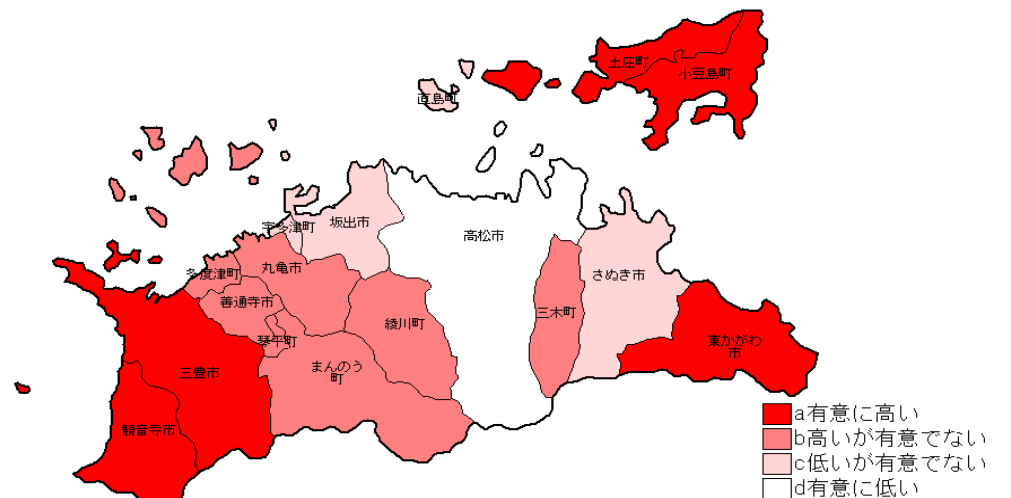 土庄町
小豆島町
直島町
坂出市
宇多津町
高松市
丸亀市
多度津町
さぬき市
善通寺市
三木町
綾川町
琴平町
東かがわ
市
まんのう
町
三豊市
観音寺市
a有意に高い
b高いが有意でない
c低いが有意でない
d有意に低い